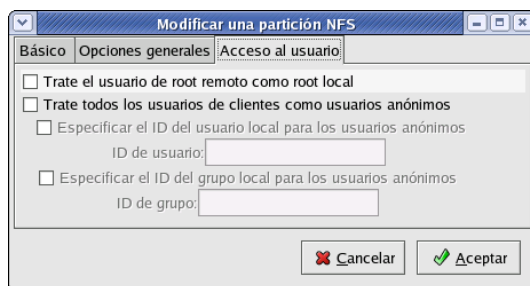 Modificar una partición NFS
Básico Opciones generales Acceso al usuario
Trate el usuario de root remoto como root local
Trate todos los usuarios de clientes como usuarios anónimos
Especificar el ID del usuario local para los usuarios anónimos
ID de usuario:
Especificar el ID del grupo local para los usuarios anónimos
ID de grupo:
Cancelar Aceptar